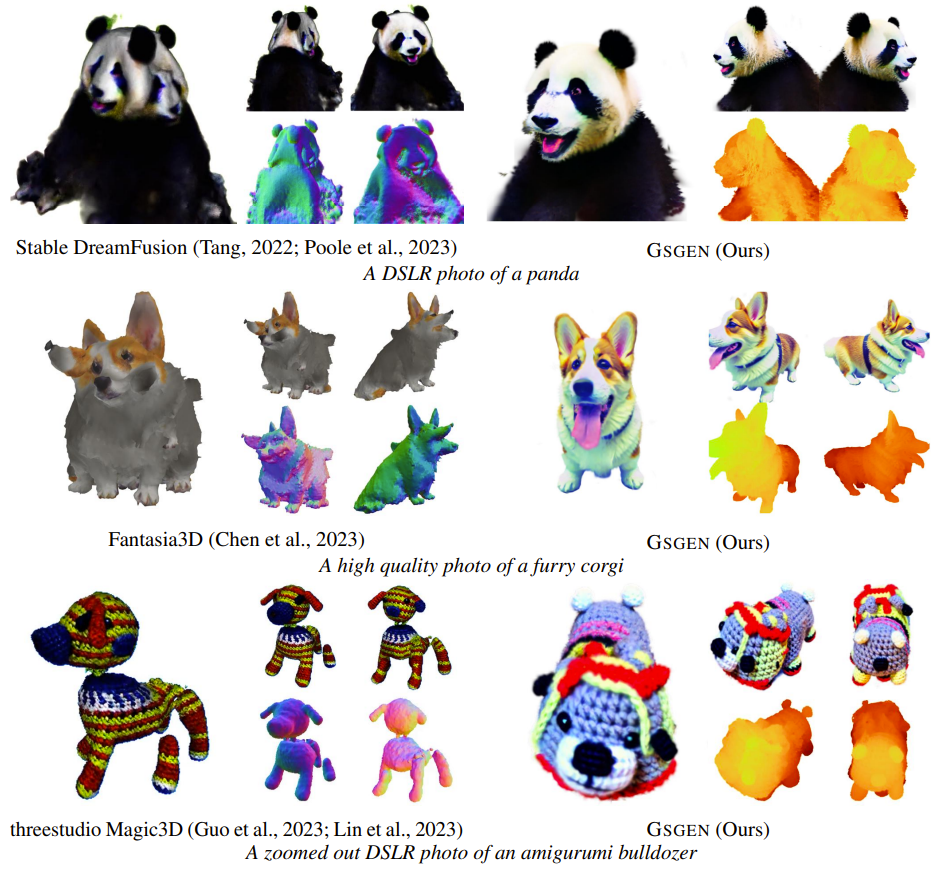 Stable DreamFusion (Tang, 2022; Poole et al., 2023)
GSGEN (Ours)
A DSLR photo of a panda
Fantasia3D (Chen et al., 2023)
GSGEN (Ours)
A high quality photo of a furry corgi
threestudio Magic3D (Guo et al., 2023; Lin et al., 2023)
GSGEN (Ours)
A zoomed out DSLR photo of an amigurumi bulldozer